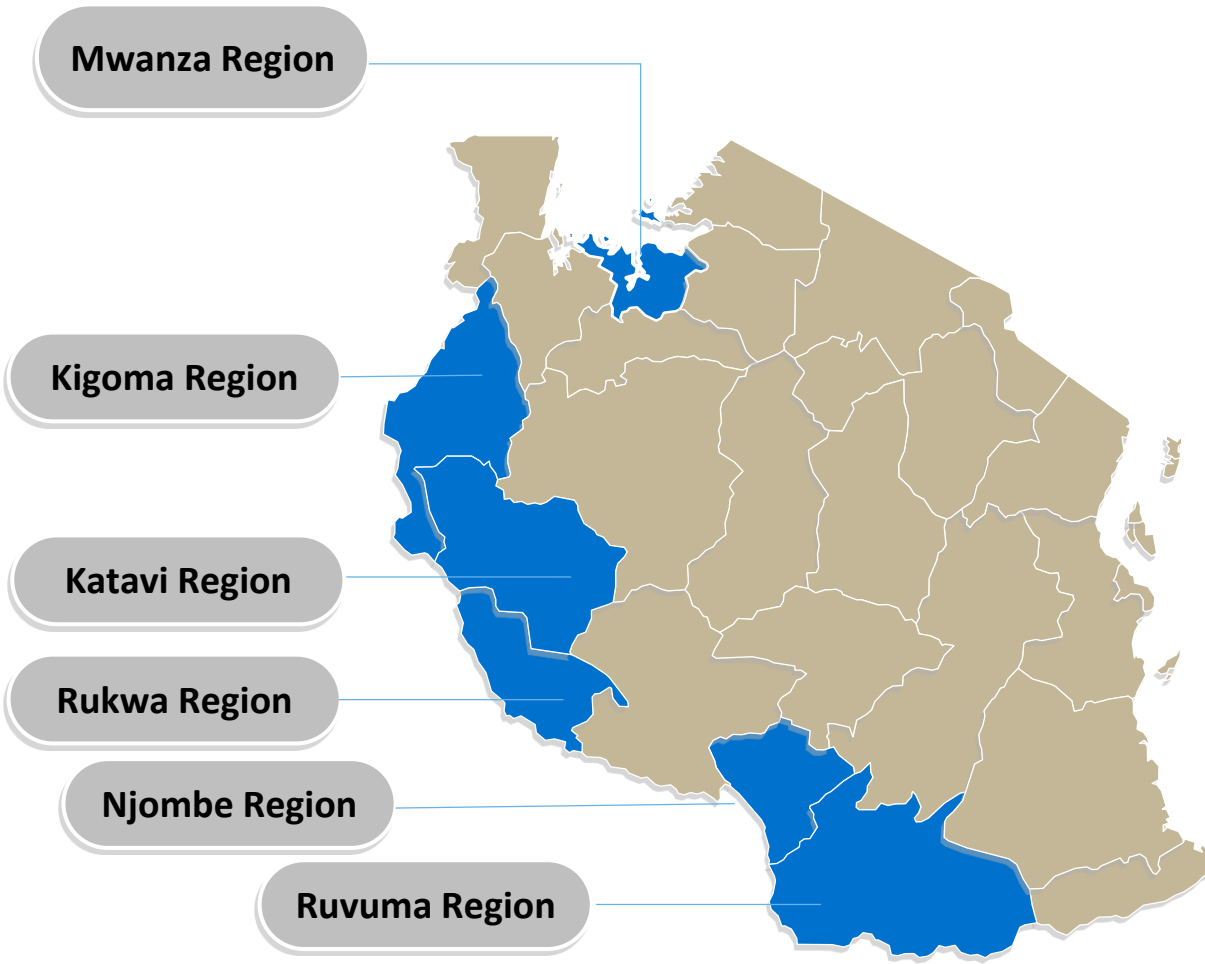 Mwanza Region
Kigoma Region
Katavi Region
Rukwa Region
Njombe Region
Ruvuma Region